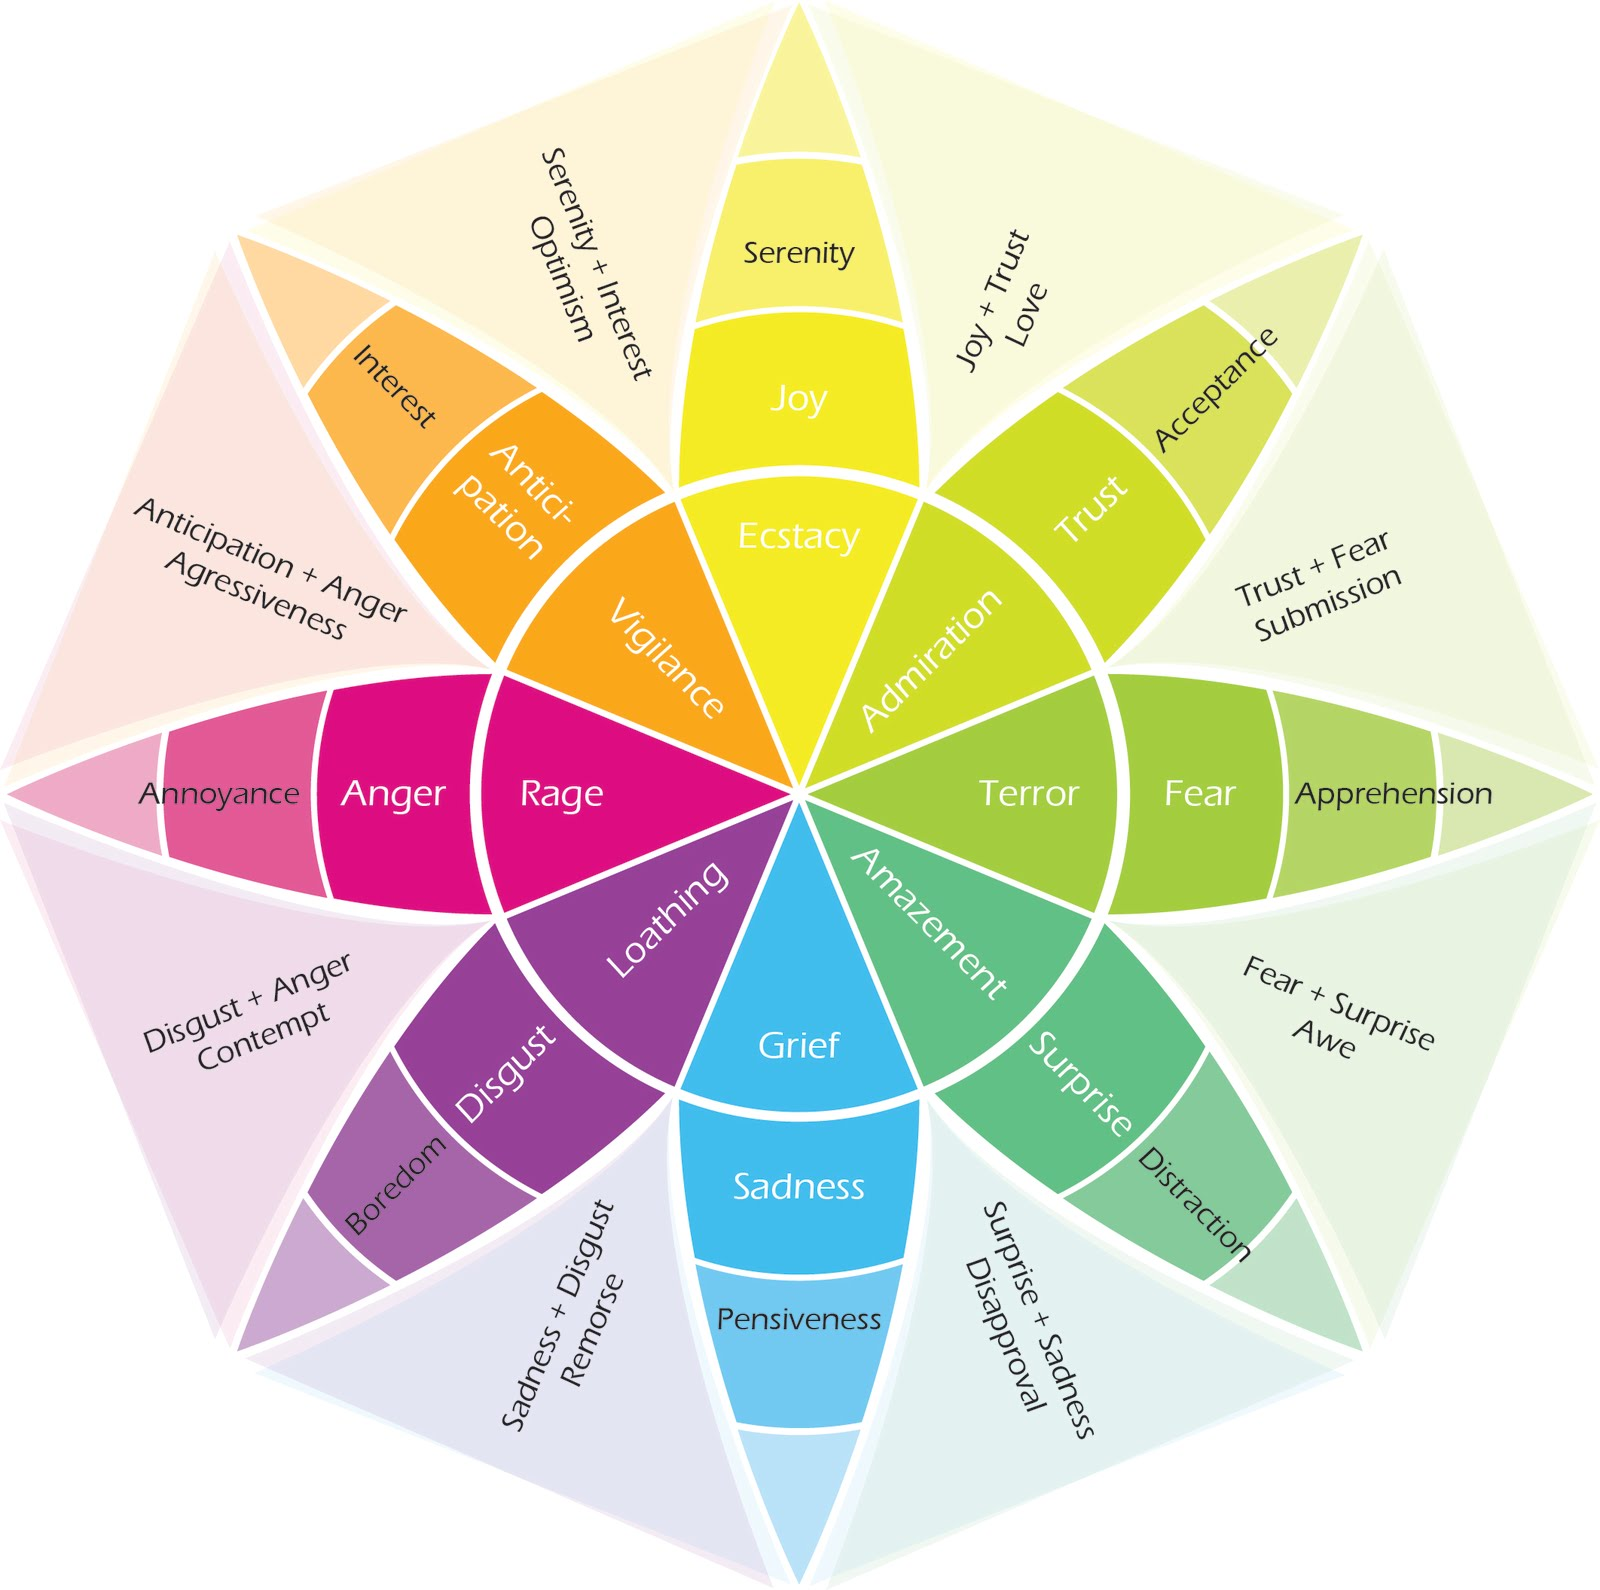 Serenity
Joy
Ecstacy
Joy + Trust
Love
Acceptance
Trust
Admiration
Trust + Fear
Submission
Terror
Fear
Apprehension
Fear + Surprise
Awe
Amazement
Surprise
Distraction
Surprise + Sadness
Disapproval
Grief
Sadness
Pensiveness
Sadness + Disgust
Remorse
Loathing
Disgust
Boredom
Disgust + Anger
Contempt
Annoyance
Anger
Rage
Anticipation + Anger
Agressiveness
Interest
Antici-
pation
Vigilance
Serenity + Interest
Optimism